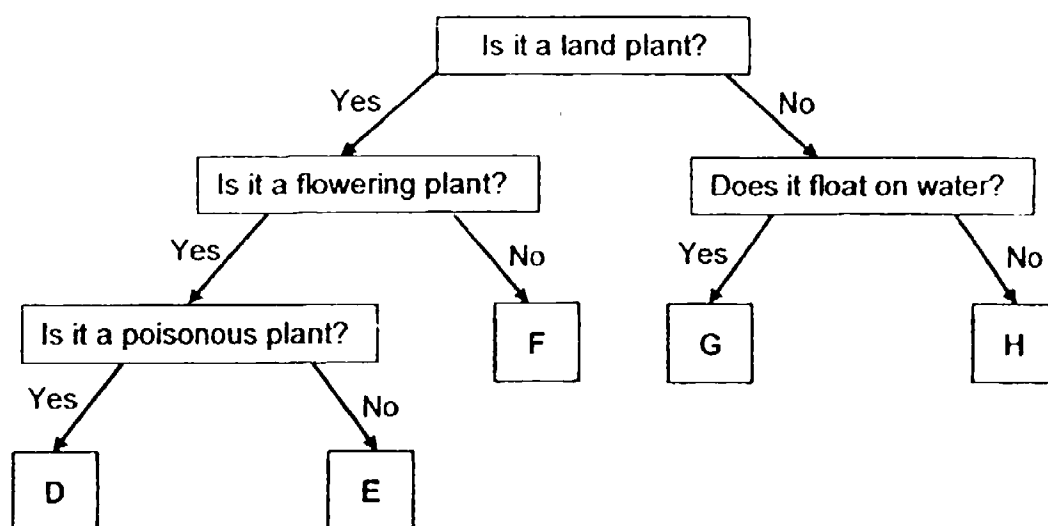 Is it a land plant?
Yes
No
Is it a flowering plant?
Does it float on water?
Yes
No
Yes
No
Is it a poisonous plant?
F
G
H
Yes
No
D
E